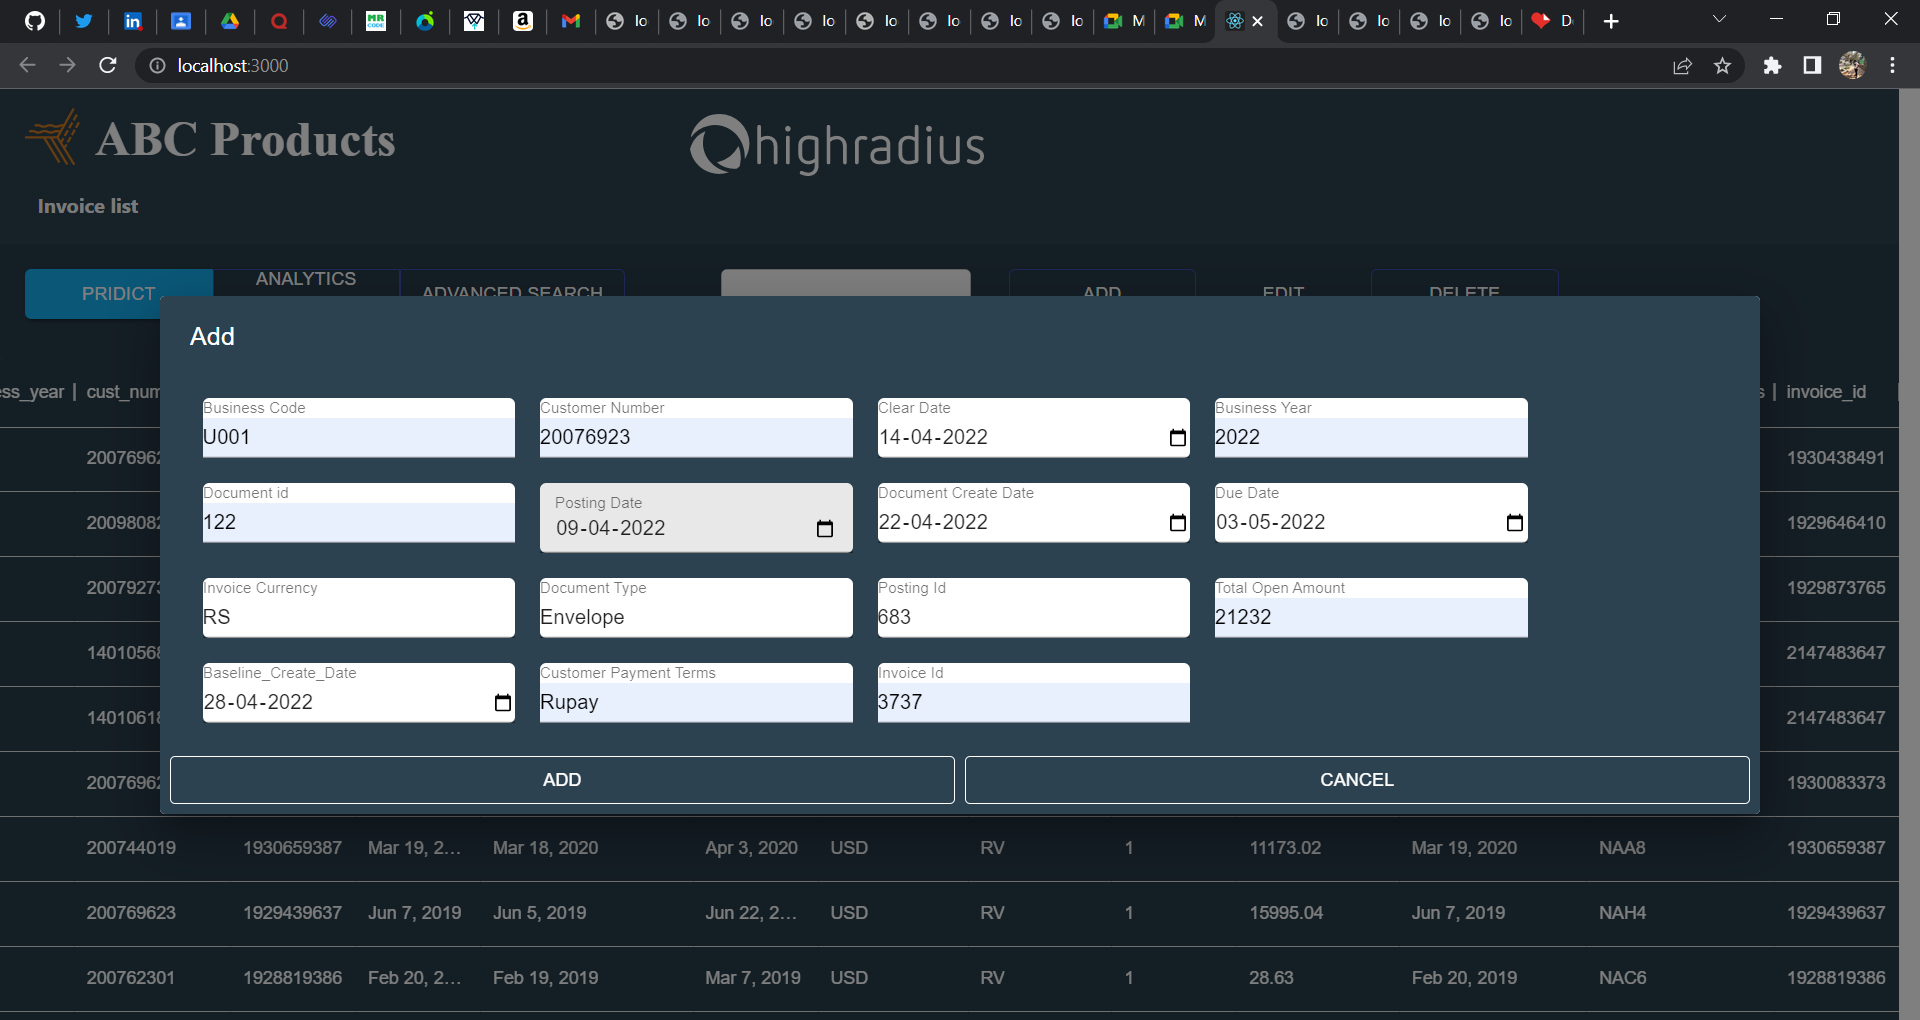 lo lo lo lo lo lo lo lo M M lo lo lo lo D
localhost:3000
ABC Products highradius
Invoice list
PRIDICT ANALYTICS ADVANCED SEARCH ADD EDIT DELETE
Add
ess_year cust_num s invoice_id
Business Code Customer Number Clear Date Business Year
U001 20076923 14-04-2022 2022
2007696 1930438491
Document id Posting Date Document Create Date Due Date
122 09-04-2022 22-04-2022 03-05-2022
2009808 1929646410
Invoice Currency Document Type Posting Id Total Open Amount
2007927 1929873765
RS Envelope 683 21232
1401056 2147483647
Baseline_Create_Date Customer Payment Terms Invoice Id
28-04-2022 Rupay 3737
1401061 2147483647
ADD CANCEL
2007696 1930083373
200744019 1930659387 Mar 19, 2... Mar 18, 2020 Apr 3, 2020 USD RV 1 11173.02 Mar 19, 2020 NAA8 1930659387
200769623 1929439637 Jun 7, 2019 Jun 5, 2019 Jun 22, 2... USD RV 1 15995.04 Jun 7, 2019 NAH4 1929439637
200762301 1928819386 Feb 20, 2... Feb 19, 2019 Mar 7, 2019 USD RV 1 28.63 Feb 20, 2019 NAC6 1928819386